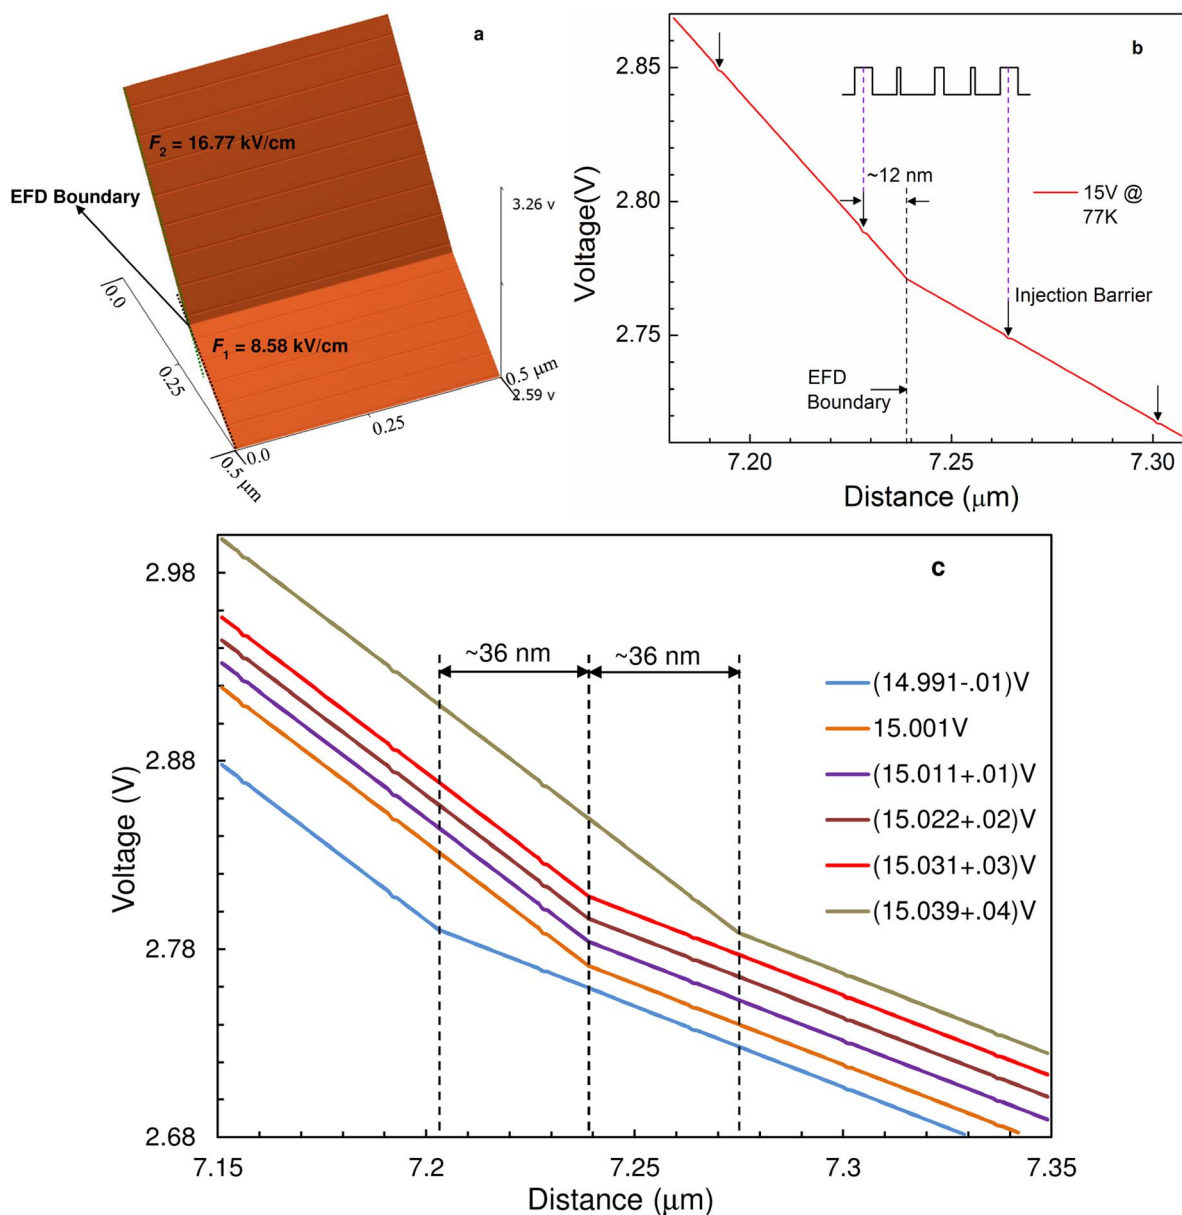 a
F2 = 16.77 kV/cm
EFD Boundary
3.26 v
0.0
F1 = 8.58 kV/cm
0.25
0.5 μm
2.59 v
0.25
0.0
0.5 μm
b
2.85
~12 nm
2.80
15V @
77K
Voltage(V)
Injection Barrier
2.75
EFD
Boundary
7.20
7.25
7.30
Distance (μm)
c
2.98
~36 nm
~36 nm
(14.991-.01)V
15.001V
2.88
(15.011+.01)V
(15.022+.02)V
Voltage (V)
(15.031+.03)V
(15.039+.04)V
2.78
2.68
7.15
7.2
7.25
7.3
7.35
Distance (μm)